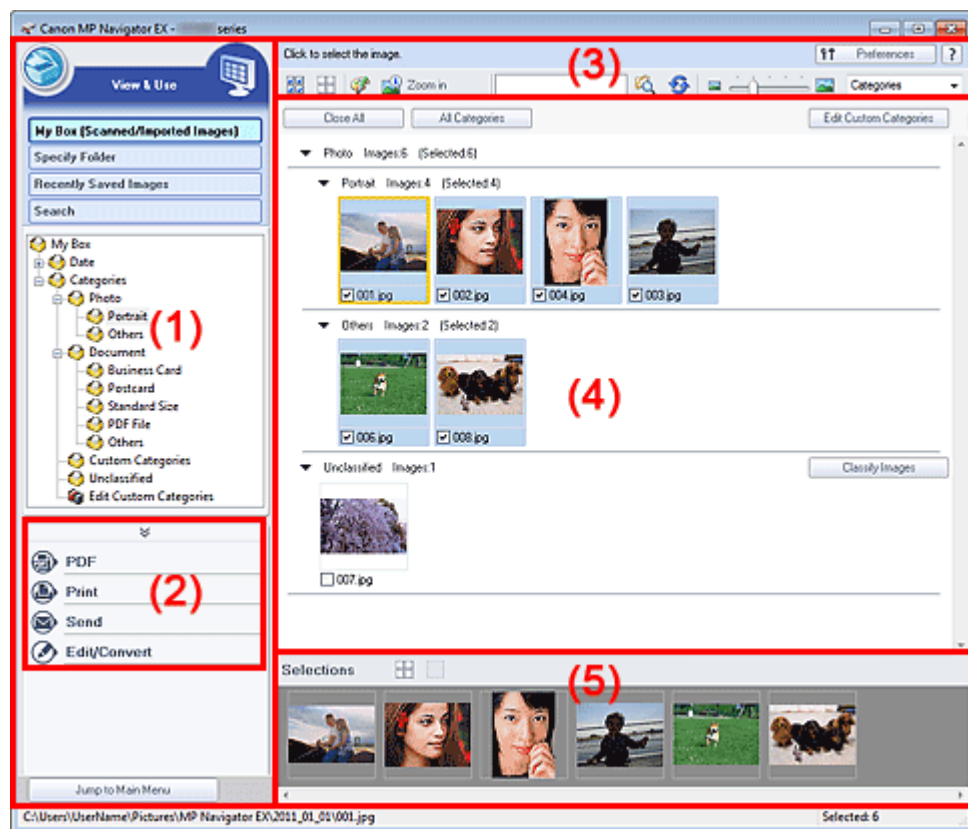 Canon MP Navigator EX - series
View & Use
My Box (Scanned/Imported Images)
Specify Folder
Recently Saved Images
Search
My Box
Date
Categories
Photo
Portrait
Others
(1)
Document
Business Card
Postcard
Standard Size
PDF File
Others
Custom Categories
Unclassified
Edit Custom Categories
PDF
Print
(2)
Send
Edit/Convert
Jump to Main Menu
Click to select the image.
(3)
Preferences
?
Zoom in
Categories
Close All
All Categories
Edit Custom Categories
Photo Images:6 (Selected:6)
Portrait Images:4 (Selected:4)
001.jpg
002.jpg
004.jpg
003.jpg
Others Images:2 (Selected:2)
(4)
006.jpg
008.jpg
Unclassified Images:1
Classify Images
007.jpg
Selections
(5)
C:\Users\UserName\Pictures\MP Navigator EX\2011_01_01\001.jpg
Selected: 6